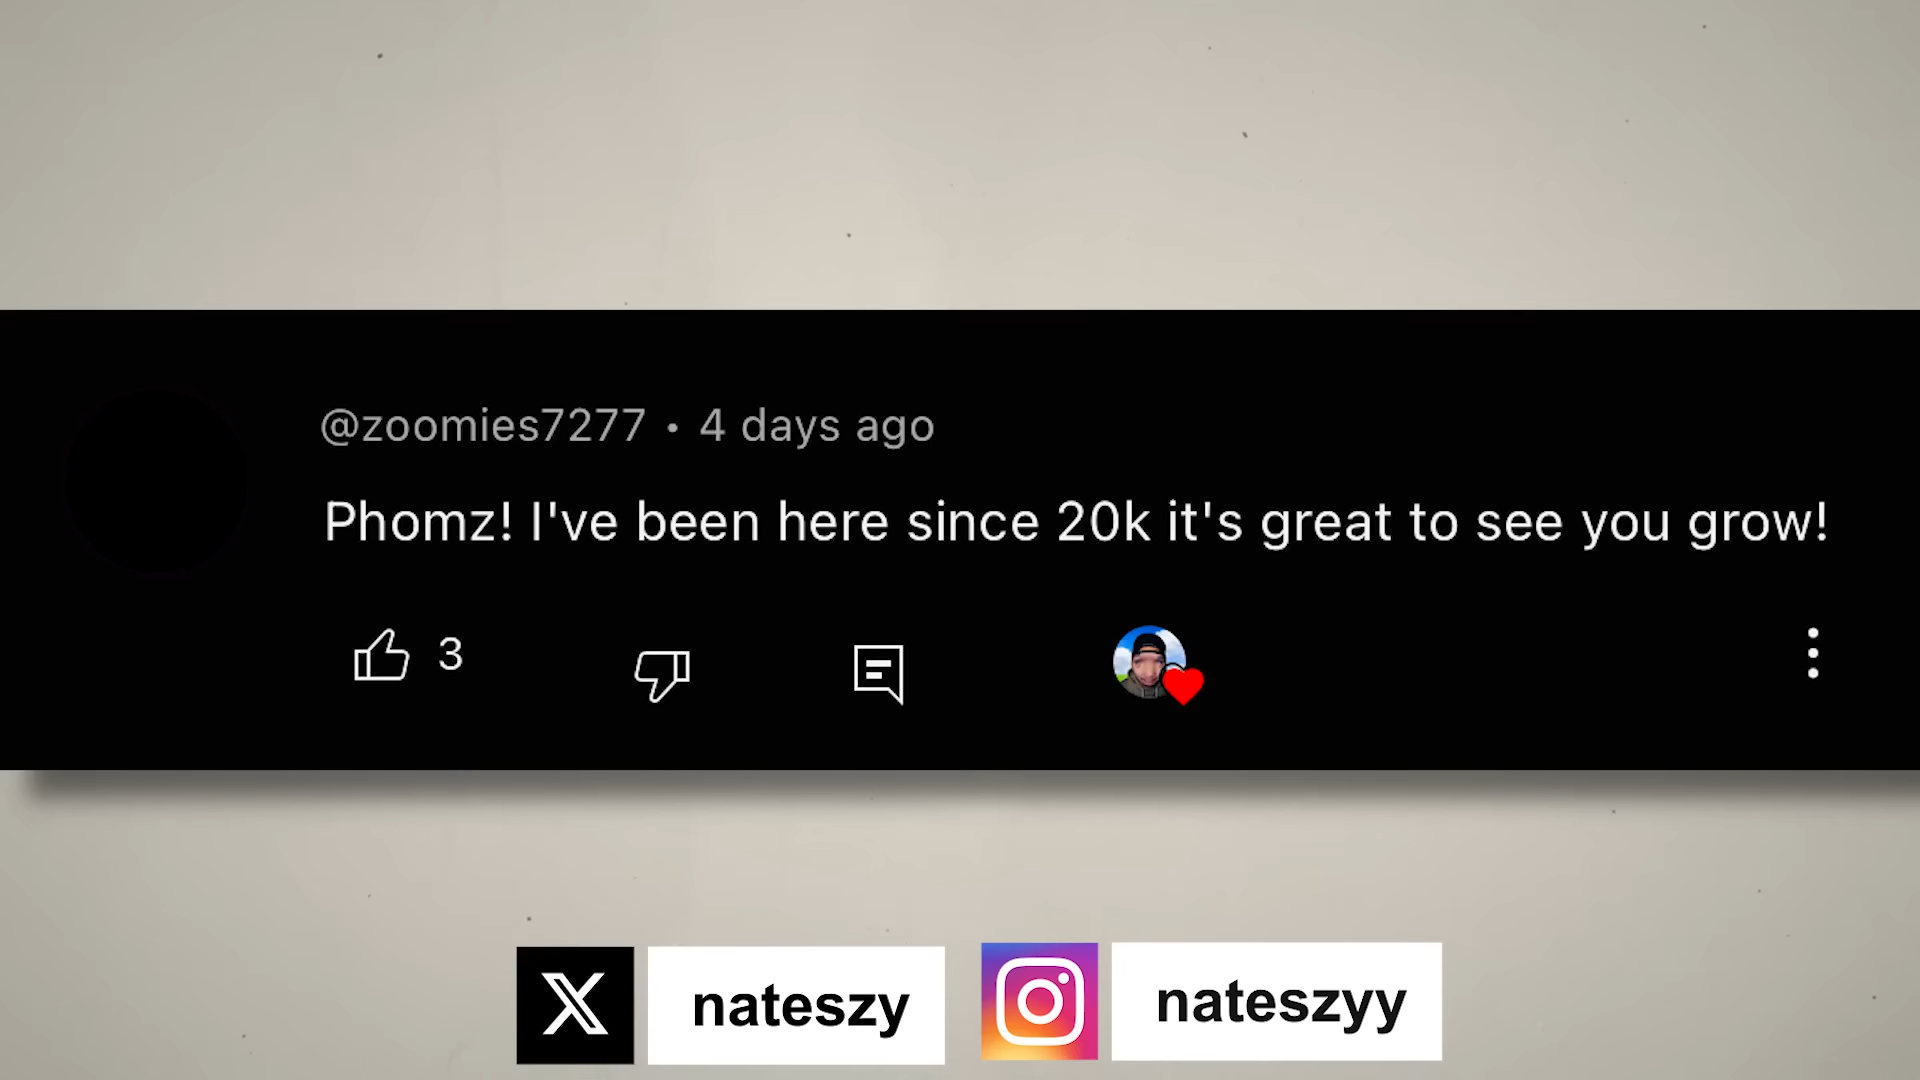 @zoomies7277 • 4 days ago
Phomz! I've been here since 20k it's great to see you grow!
3
nateszy
nateszyy